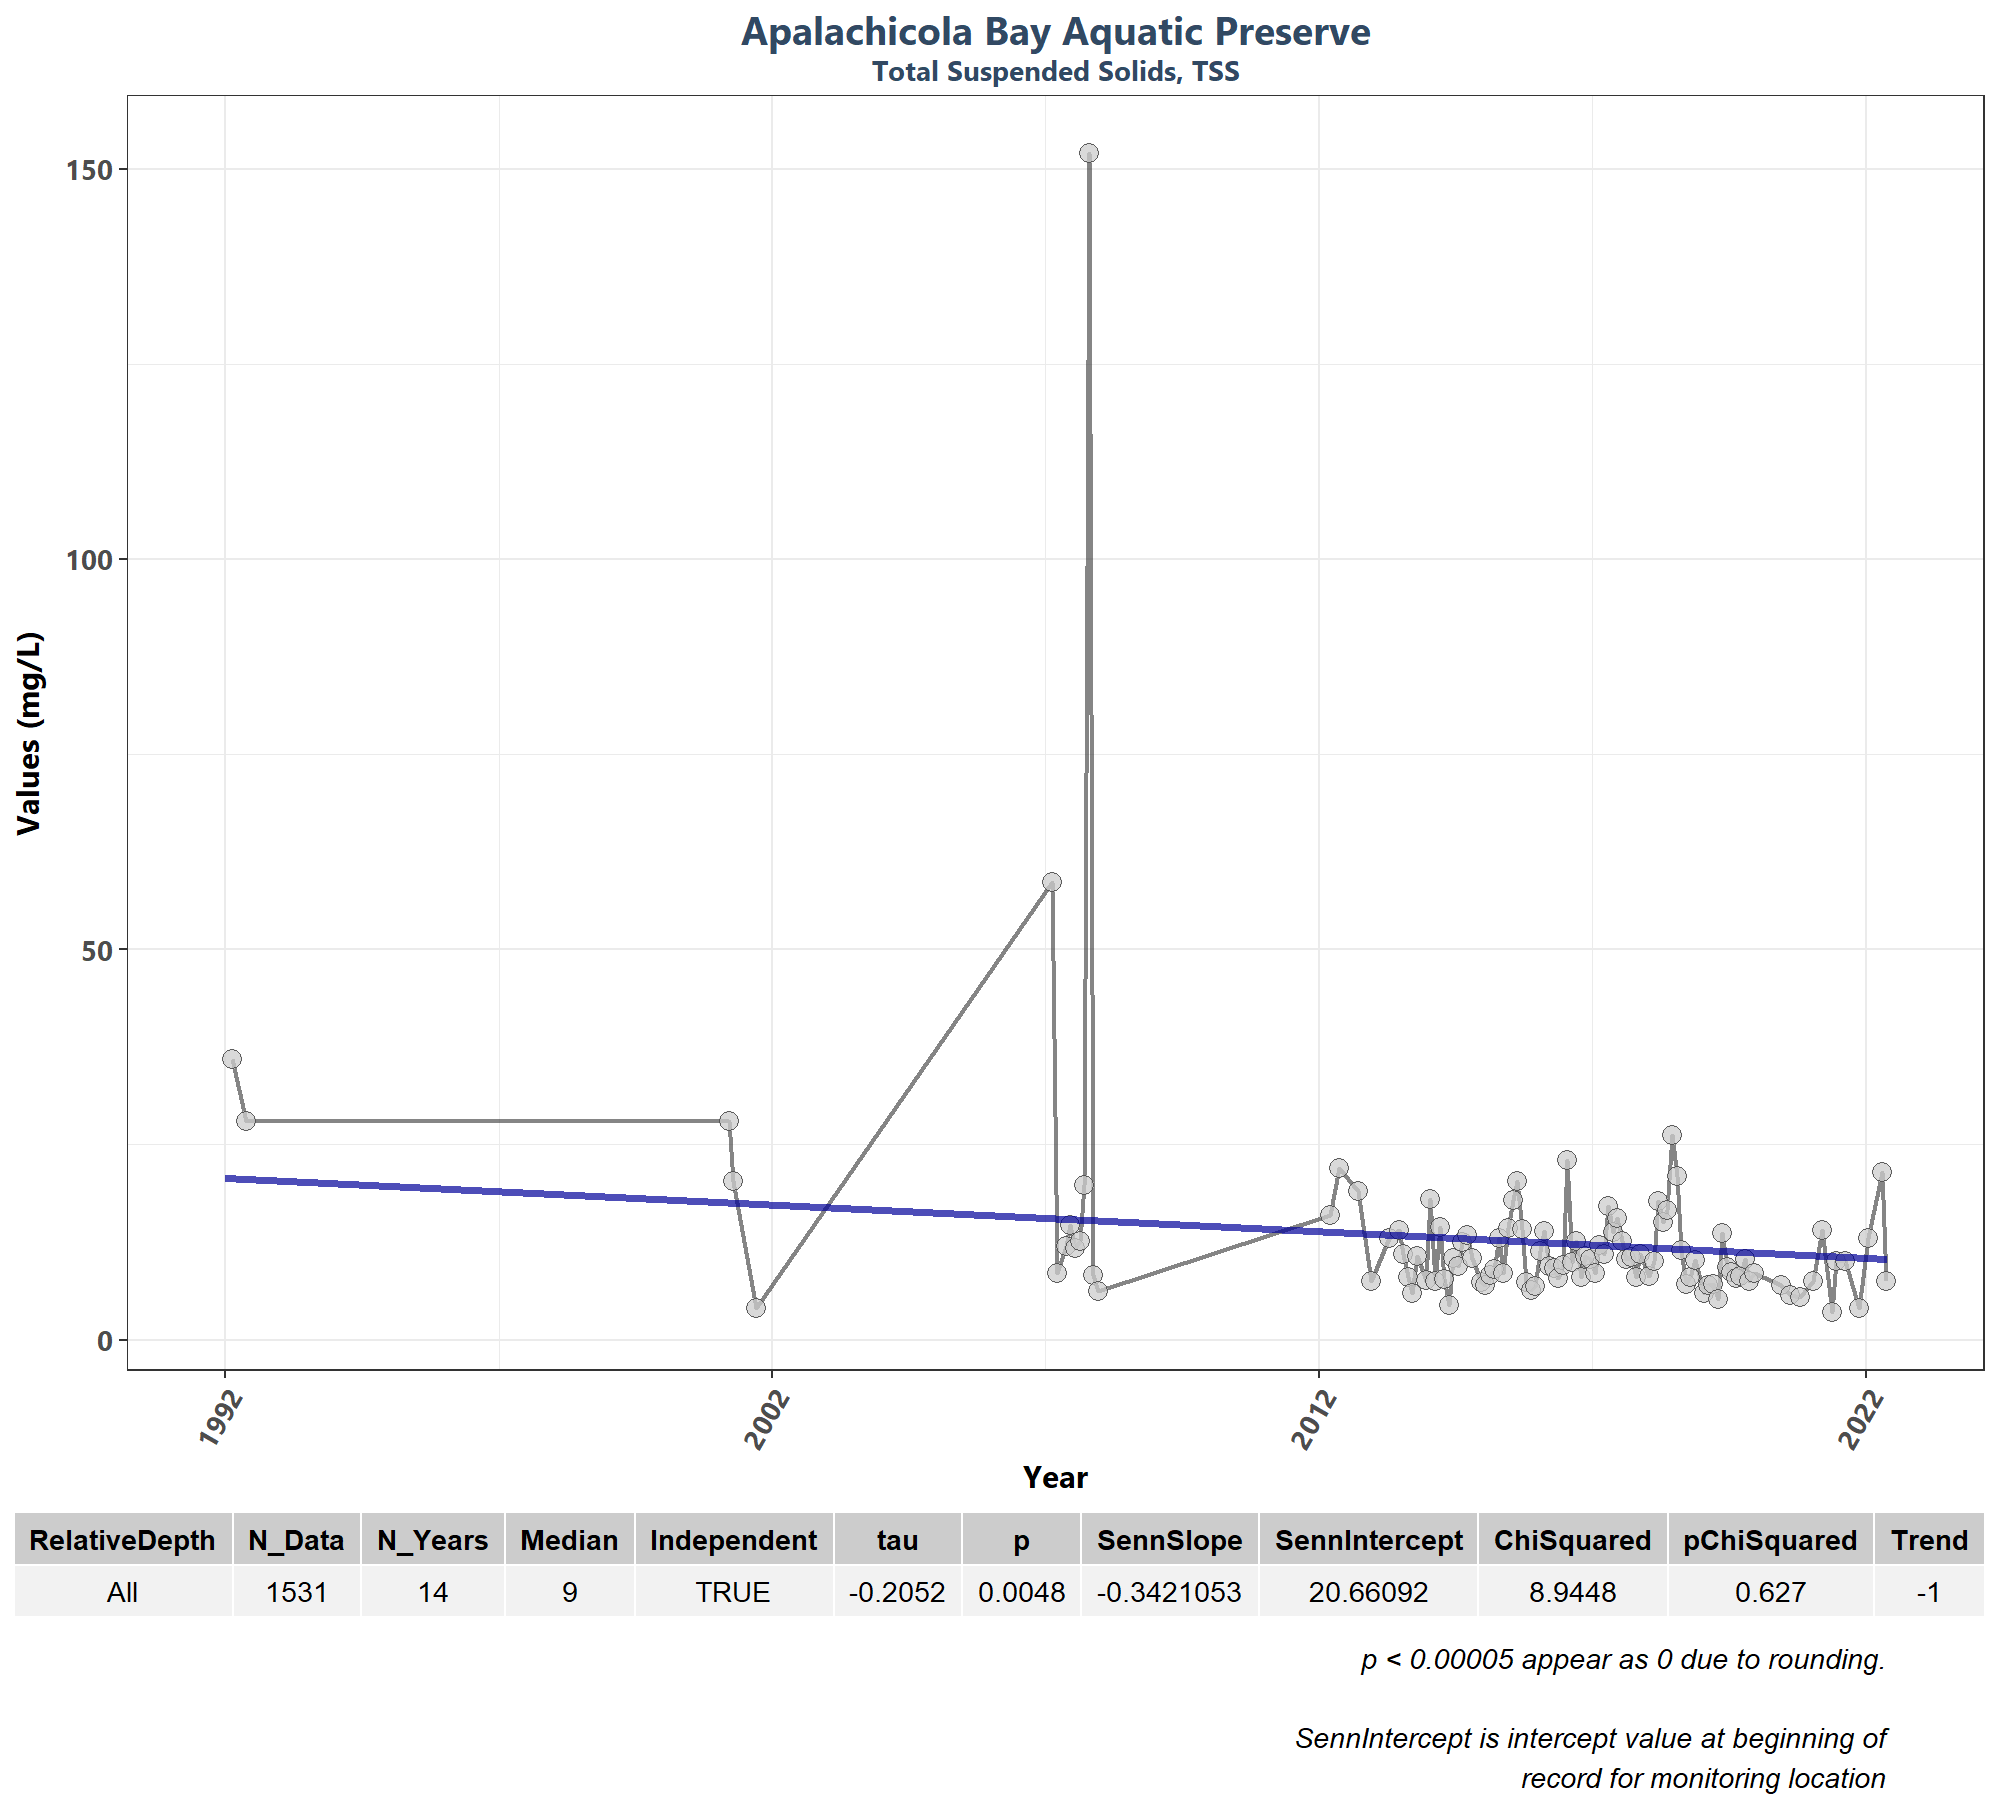 Apalachicola Bay Aquatic Preserve
Total Suspended Solids, TSS
150
100
50
0
Values (mg/L)
1992 2002 2012 2022
Year
RelativeDepth N_Data N_Years Median Independent tau p SennSlope SennIntercept ChiSquared pChiSquared Trend
All 1531 14 9 TRUE -0.2052 0.0048 -0.3421053 20.66092 8.9448 0.627 -1
p < 0.00005 appear as 0 due to rounding.
SennIntercept is intercept value at beginning of
record for monitoring location